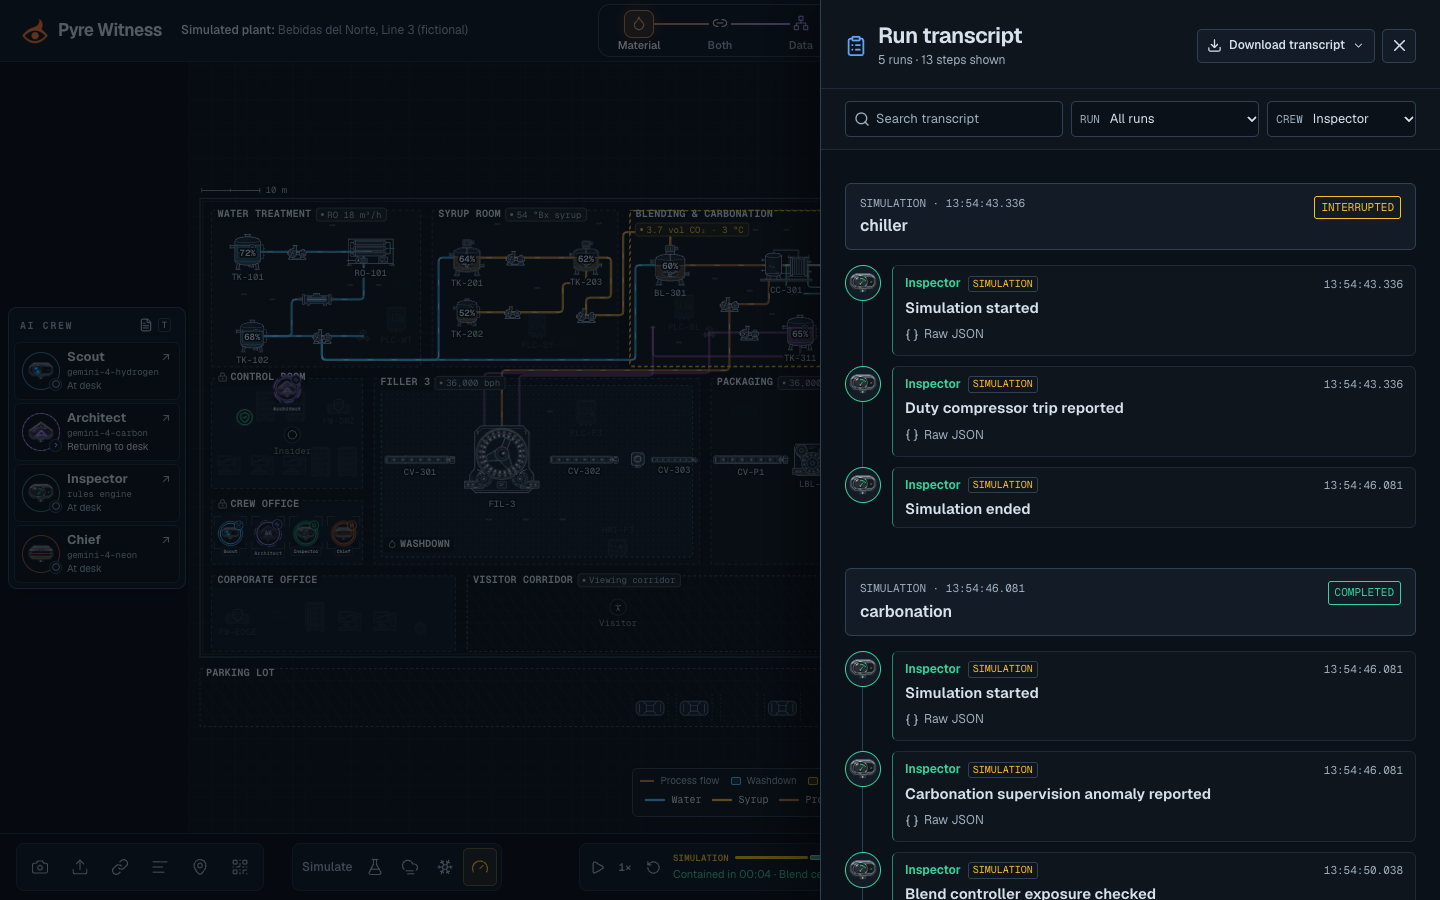 Pyre Witness
Simulated plant: Bebidas del Norte, Line 3 (fictional)
Material
Both
Data
10 m
WATER TREATMENT
• RO 18 m³/h
SYRUP ROOM
• 54 °Bx syrup
BLENDING & CARBONATION
• 3.7 vol CO₂ · 3 °C
72%
TK-101
RO-101
64%
TK-201
62%
TK-203
60%
BL-301
CC-301
52%
TK-202
68%
TK-102
65%
TK-311
CONTROL ROOM
Architect
Insider
FILLER 3
• 36,000 bph
PACKAGING
CV-301
CV-302
CV-303
CV-P1
FIL-3
WASHDOWN
CREW OFFICE
Scout
Architect
Inspector
Chief
CORPORATE OFFICE
VISITOR CORRIDOR
• Viewing corridor
Visitor
PARKING LOT
AI CREW
T
Scout
gemini-4-hydrogen
At desk
Architect
gemini-4-carbon
Returning to desk
Inspector
rules engine
At desk
Chief
gemini-4-neon
At desk
Process flow
Washdown
Water
Syrup
Simulate
1x
SIMULATION
Contained in 00:04 · Blend
Run transcript
5 runs · 13 steps shown
Download transcript
Search transcript
RUN All runs
CREW Inspector
SIMULATION · 13:54:43.336
chiller
INTERRUPTED
Inspector SIMULATION 13:54:43.336
Simulation started
{ } Raw JSON
Inspector SIMULATION 13:54:43.336
Duty compressor trip reported
{ } Raw JSON
Inspector SIMULATION 13:54:46.081
Simulation ended
SIMULATION · 13:54:46.081
carbonation
COMPLETED
Inspector SIMULATION 13:54:46.081
Simulation started
{ } Raw JSON
Inspector SIMULATION 13:54:46.081
Carbonation supervision anomaly reported
{ } Raw JSON
Inspector SIMULATION 13:54:50.038
Blend controller exposure checked